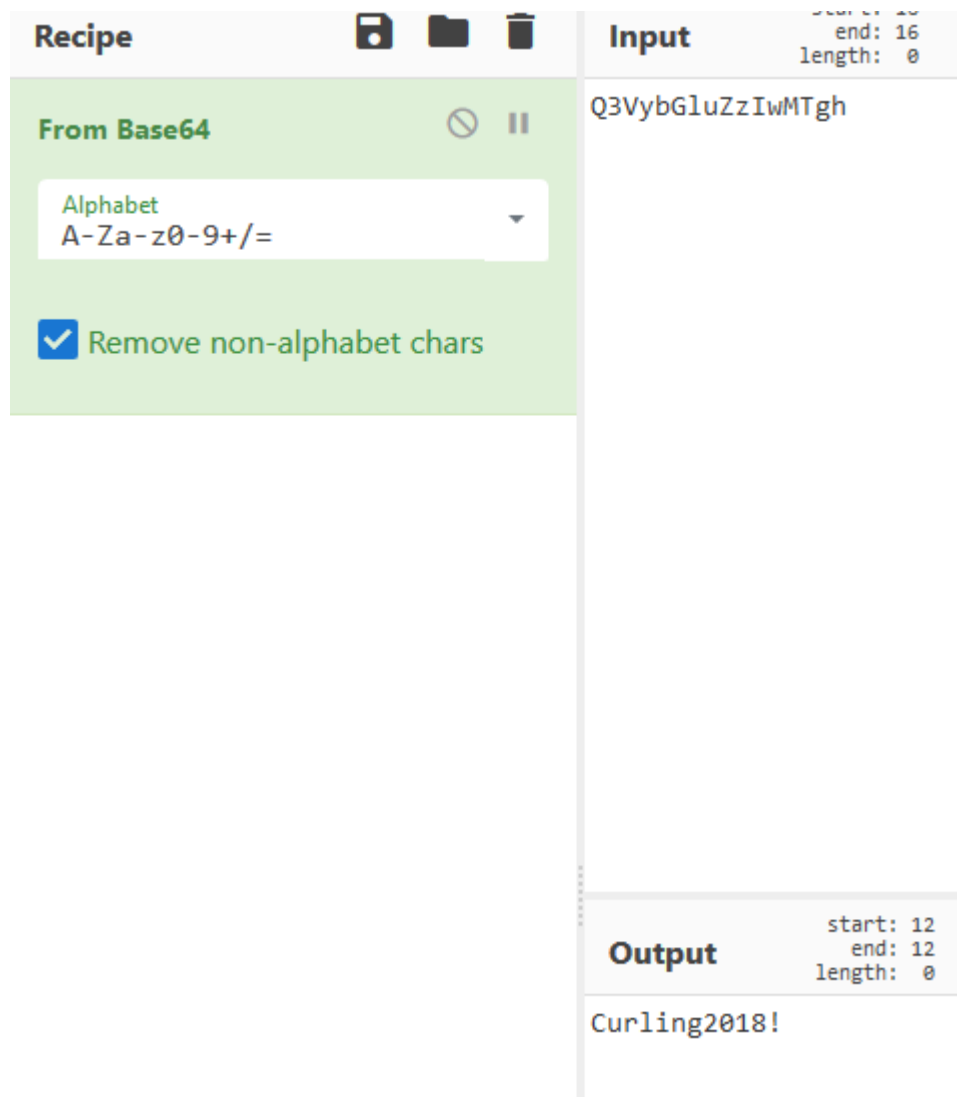 Recipe
From Base64
Alphabet
A-Za-z0-9+/=
Remove non-alphabet chars
Input
end: 16
length: 0
Q3VybGluZzIwMTgh
Output
start: 12
end: 12
length: 0
Curling2018!